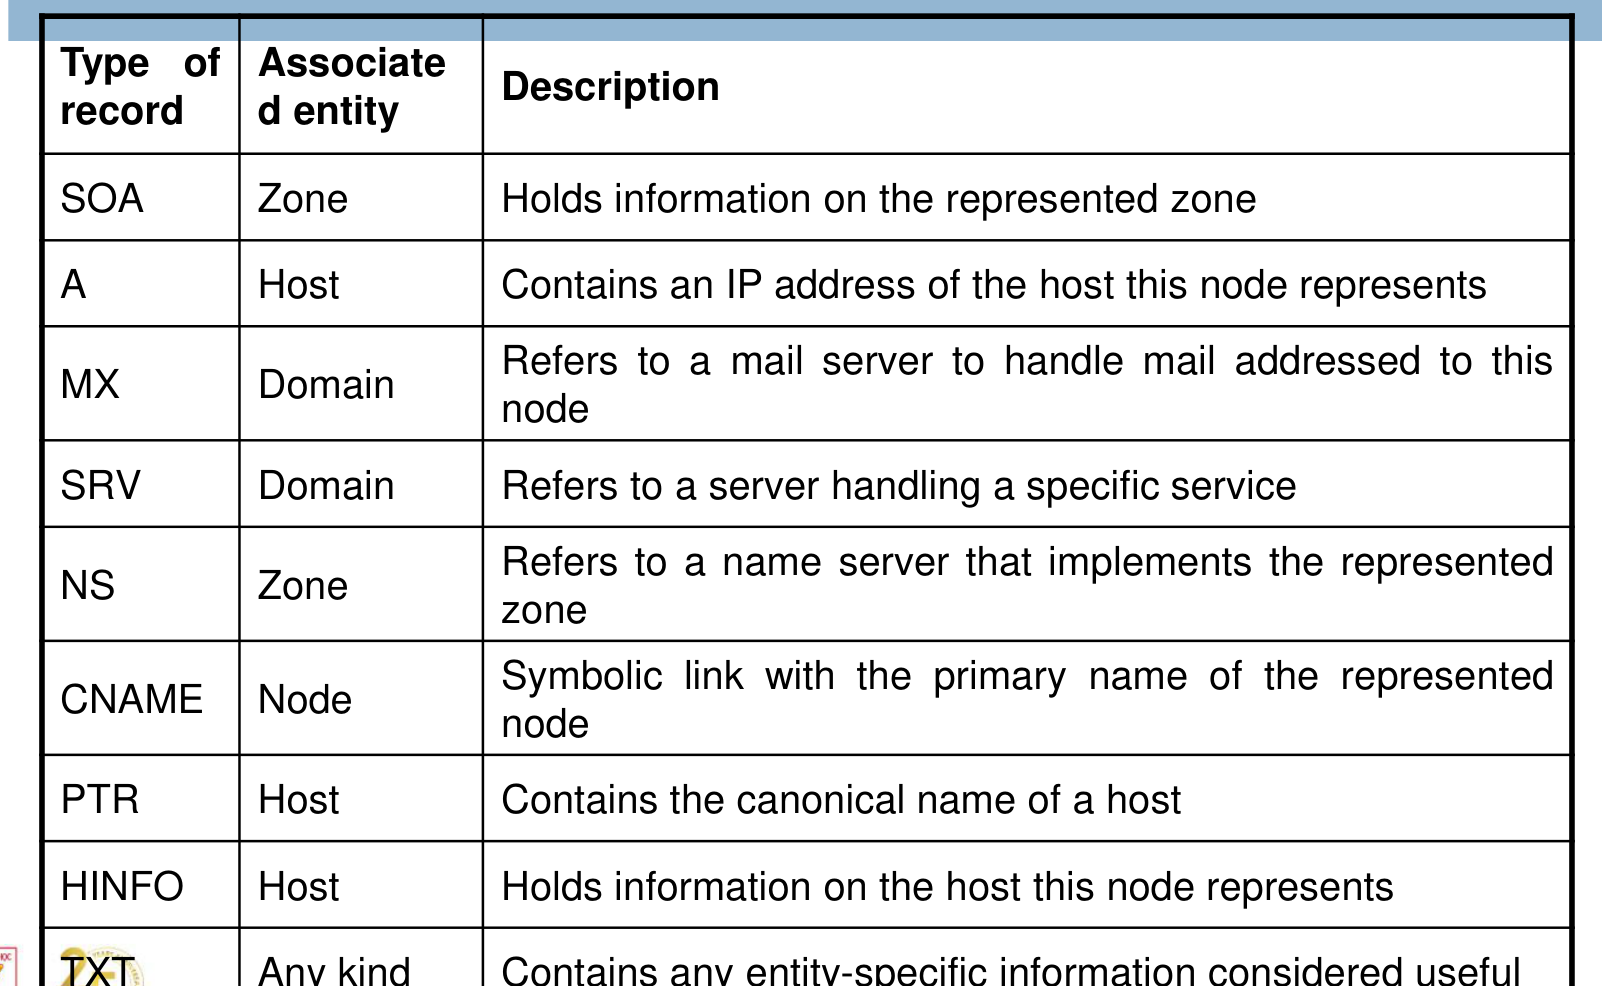 Type of record
Associate
d entity
Description
SOA
Zone
Holds information on the represented zone
A
Host
Contains an IP address of the host this node represents
MX
Domain
Refers to a mail server to handle mail addressed to this
node
SRV
Domain
Refers to a server handling a specific service
NS
Zone
Refers to a name server that implements the represented
zone
CNAME
Node
Symbolic link with the primary name of the represented
node
PTR
Host
Contains the canonical name of a host
HINFO
Host
Holds information on the host this node represents
TXT
Any kind
Contains any entity-specific information considered useful